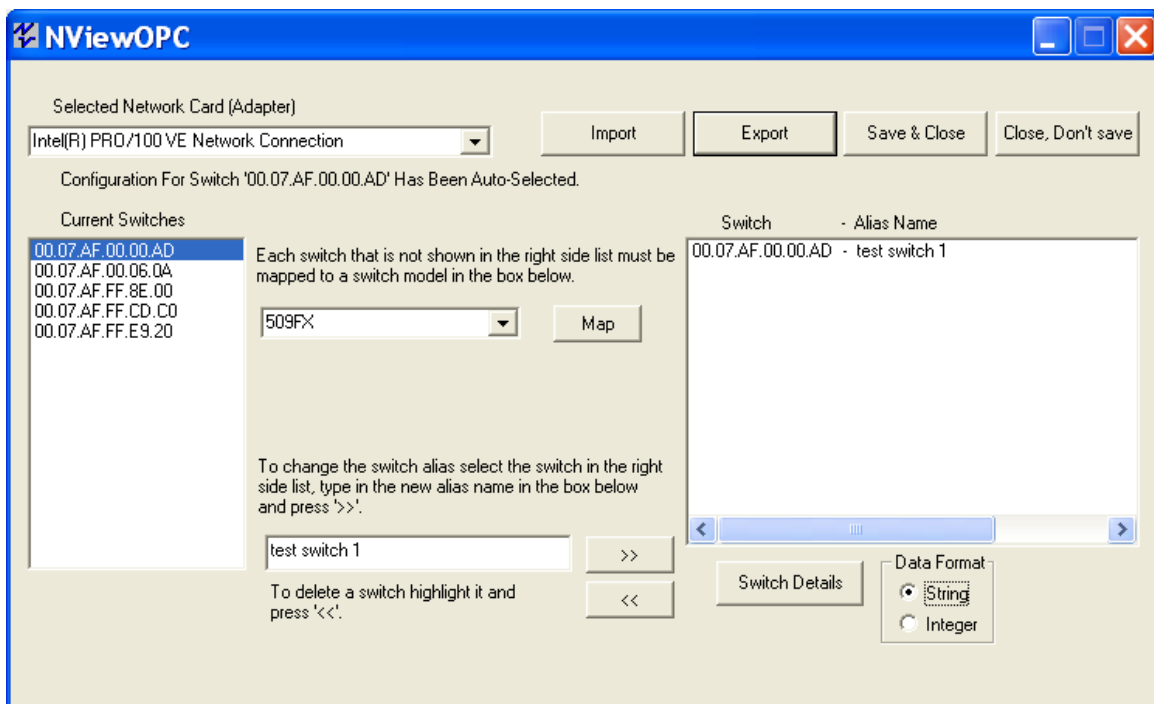 NViewOPC
Selected Network Card (Adapter)
Intel(R) PRO/100 VE Network Connection
Import
Export
Save & Close
Close, Don't save
Configuration For Switch '00.07.AF.00.00.AD' Has Been Auto-Selected.
Current Switches
00.07.AF.00.00.AD
00.07.AF.00.06.0A
00.07.AF.FF.8E.00
00.07.AF.FF.CD.C0
00.07.AF.FF.E9.20
Each switch that is not shown in the right side list must be
mapped to a switch model in the box below.
509FX
Map
To change the switch alias select the switch in the right
side list, type in the new alias name in the box below
and press '>>'.
test switch 1
>>
To delete a switch highlight it and
press '<<'.
<<
Switch - Alias Name
00.07.AF.00.00.AD - test switch 1
Switch Details
Data Format
String
Integer